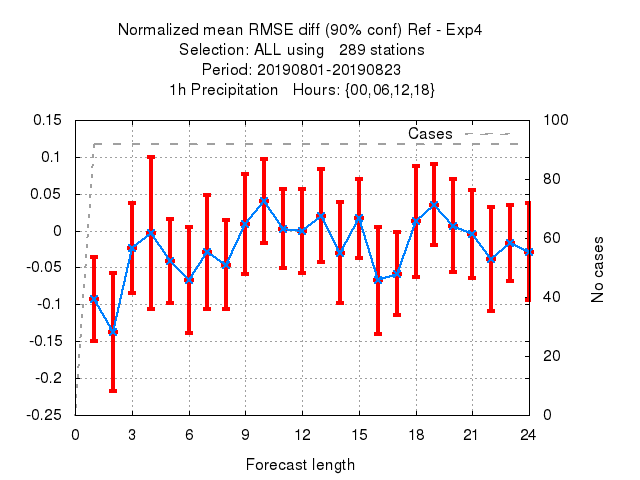 Normalized mean RMSE diff (90% conf) Ref - Exp4
Selection: ALL using 289 stations
Period: 20190801-20190823
1h Precipitation Hours: {00,06,12,18}
Cases
0.15
0.1
0.05
0
-0.05
-0.1
-0.15
-0.2
-0.25
100
80
60
40
20
0
No cases
0 3 6 9 12 15 18 21 24
Forecast length